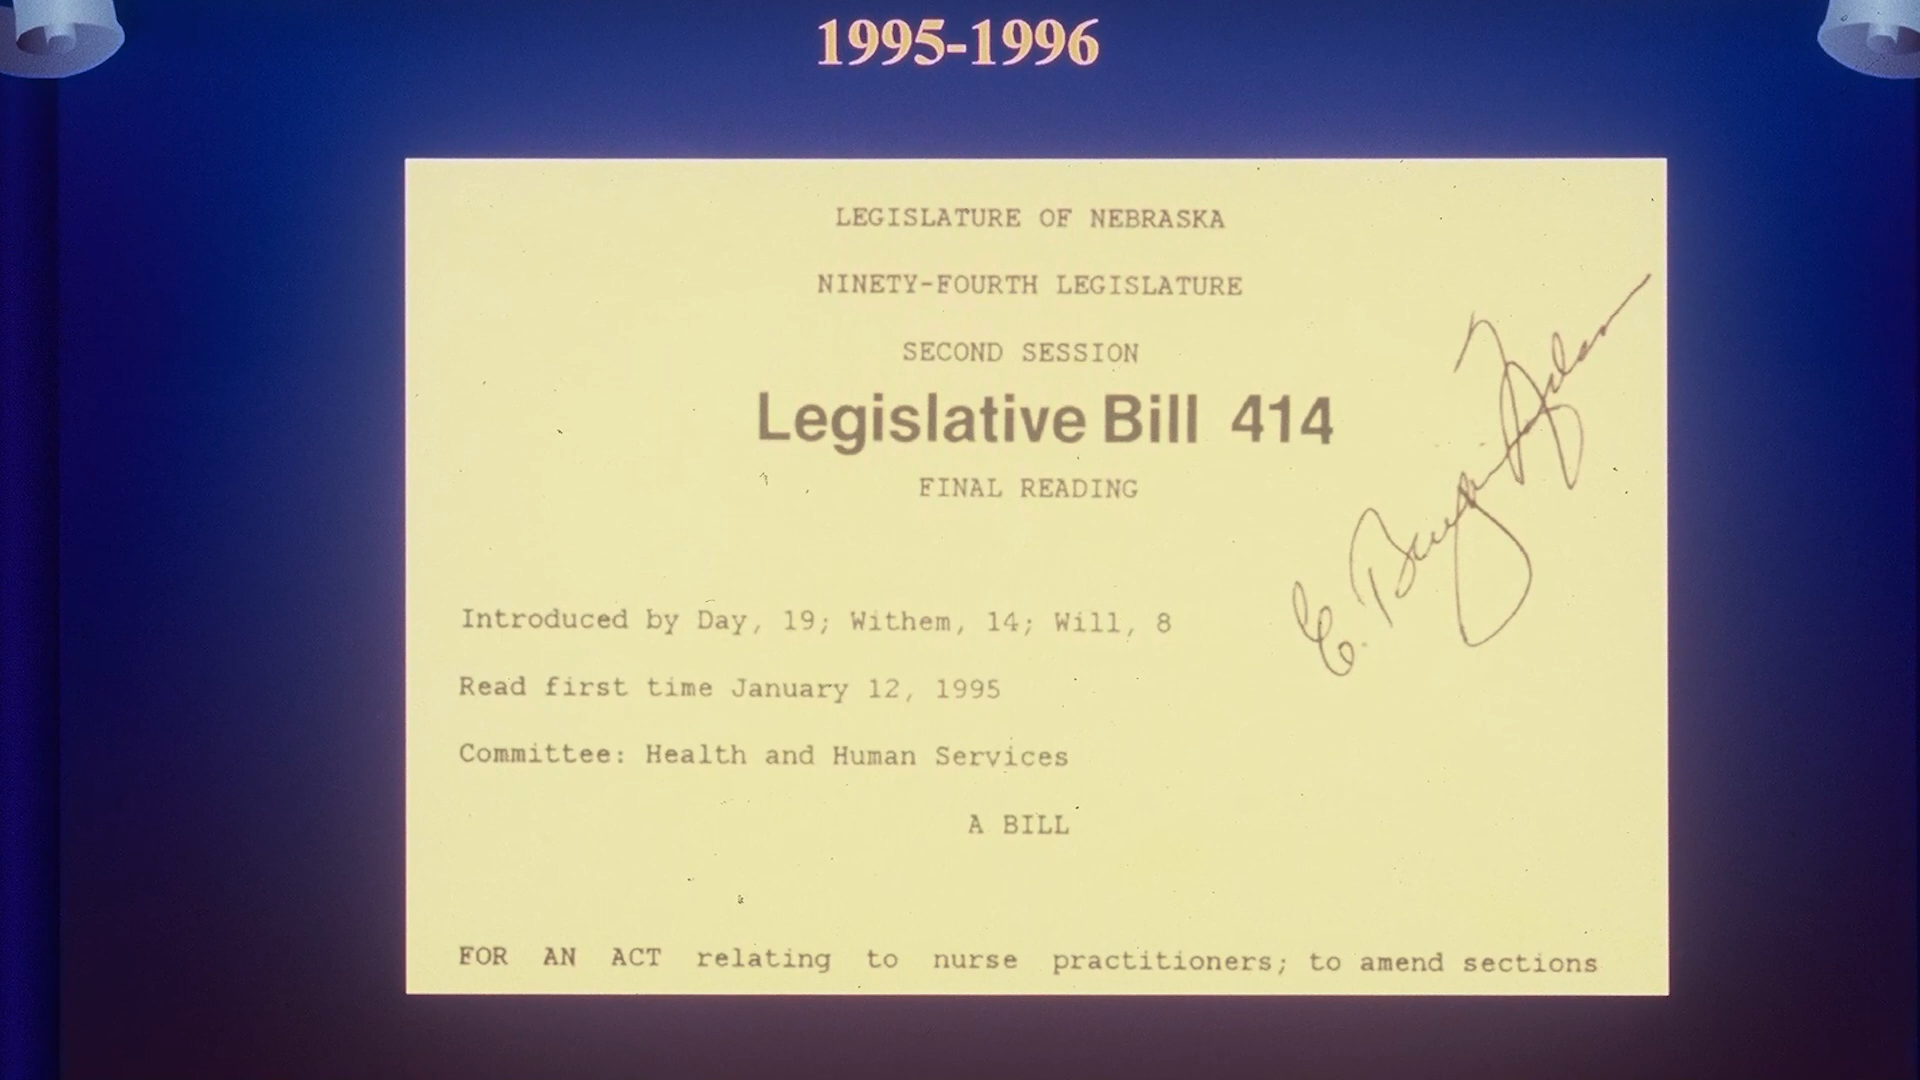 1995-1996
LEGISLATURE OF NEBRASKA
NINETY-FOURTH LEGISLATURE
SECOND SESSION
Legislative Bill 414
FINAL READING
E. Benjamin Nelson
Introduced by Day, 19; Withem, 14; Will, 8
Read first time January 12, 1995
Committee: Health and Human Services
A BILL
FOR AN ACT relating to nurse practitioners; to amend sections